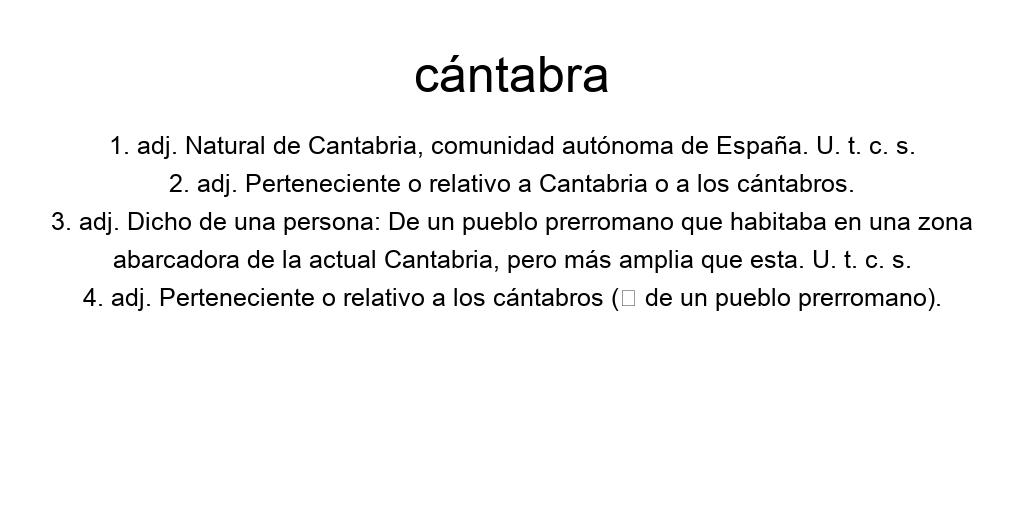 cántabra
1. adj. Natural de Cantabria, comunidad autónoma de España. U. t. c. s.
2. adj. Perteneciente o relativo a Cantabria o a los cántabros.
3. adj. Dicho de una persona: De un pueblo prerromano que habitaba en una zona
abarcadora de la actual Cantabria, pero más amplia que esta. U. t. c. s.
4. adj. Perteneciente o relativo a los cántabros (□ de un pueblo prerromano).